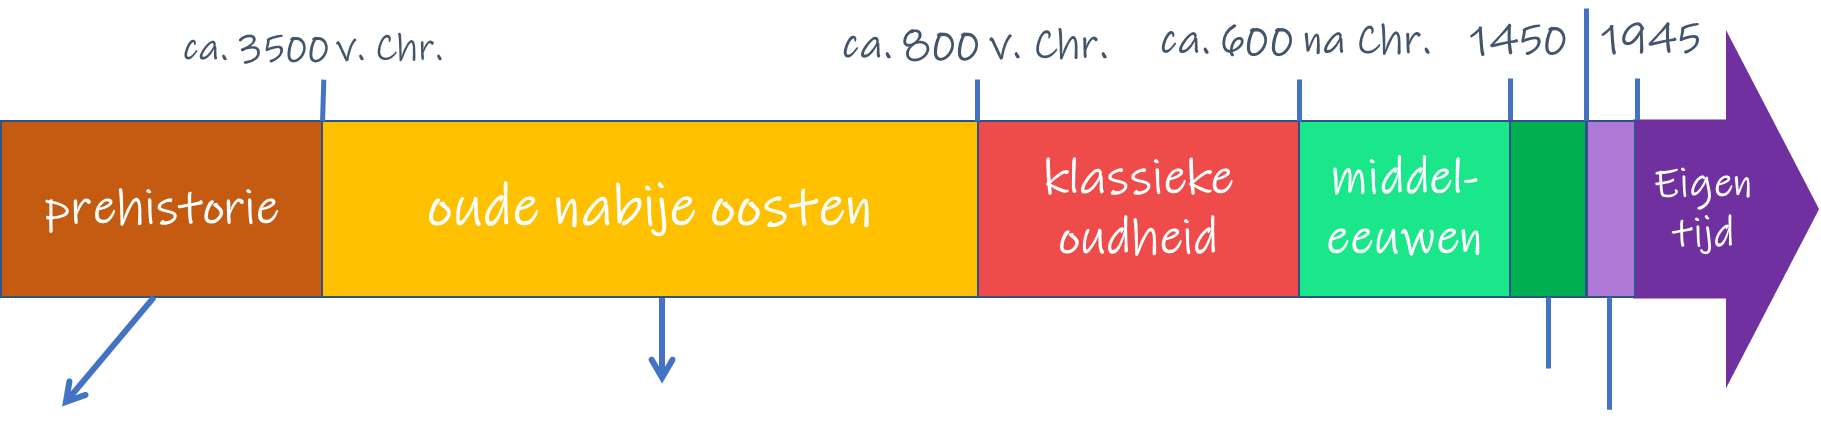 ca. 3500 v. Chr.
ca. 800 v. Chr.
ca. 600 na Chr.
1450
1945
prehistorie
oude nabije oosten
klassieke
oudheid
middel-
eeuwen
Eigen
tijd